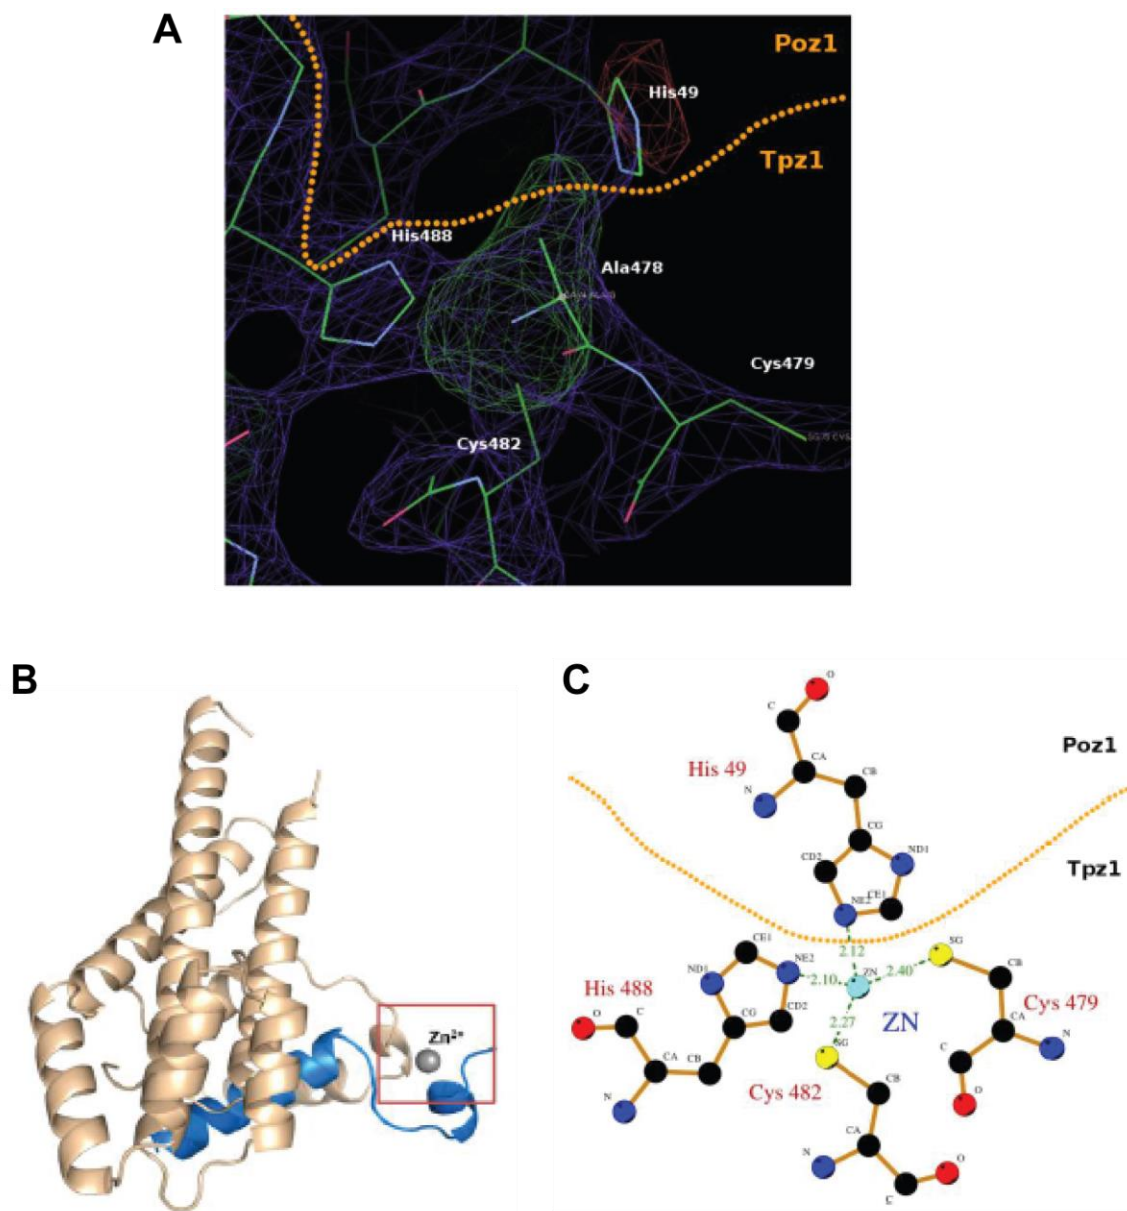 A
Poz1
His49
Tpz1
His488
Ala478
Cys479
Cys482
B
Zn²⁺
C
O
C
Poz1
CA
His 49
CB
N
CG
Tpz1
CD2
ND1
NE2
CE1
CE1
SG
2.12
CB
ND1
NE2
2.10
ZN
2.40
His 488
CD2
ZN
Cys 479
O
C
CG
2.27
CA
N
SG
CA
CB
C
Cys 482
CB
N
O
CA
N
O
C